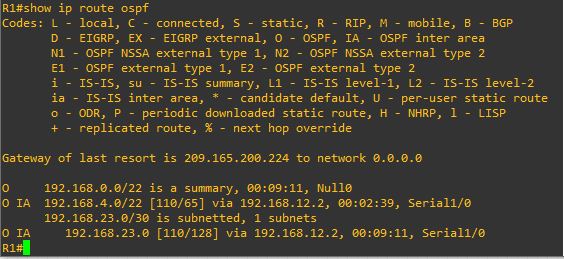 R1#show ip route ospf
Codes: L - local, C - connected, S - static, R - RIP, M - mobile, B - BGP
D - EIGRP, EX - EIGRP external, O - OSPF, IA - OSPF inter area
N1 - OSPF NSSA external type 1, N2 - OSPF NSSA external type 2
E1 - OSPF external type 1, E2 - OSPF external type 2
i - IS-IS, su - IS-IS summary, L1 - IS-IS level-1, L2 - IS-IS level-2
ia - IS-IS inter area, * - candidate default, U - per-user static route
o - ODR, P - periodic downloaded static route, H - NHRP, l - LISP
+ - replicated route, % - next hop override
Gateway of last resort is 209.165.200.224 to network 0.0.0.0
O 192.168.0.0/22 is a summary, 00:09:11, Null0
O IA 192.168.4.0/22 [110/65] via 192.168.12.2, 00:02:39, Serial1/0
192.168.23.0/30 is subnetted, 1 subnets
O IA 192.168.23.0 [110/128] via 192.168.12.2, 00:09:11, Serial1/0
R1#